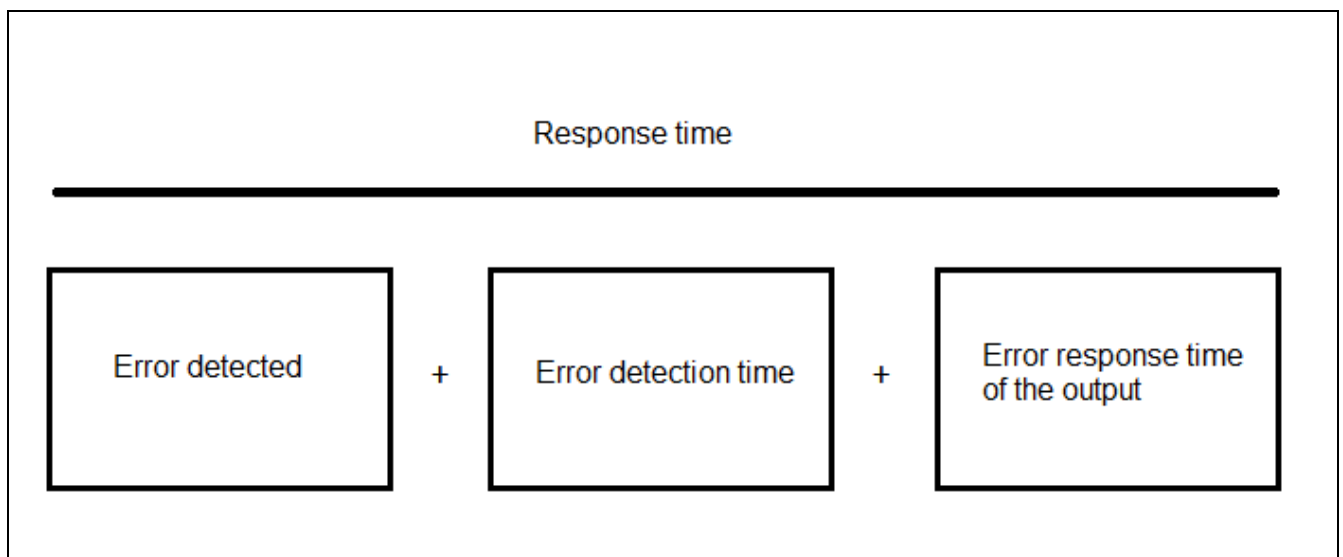 Response time
Error detected
+
Error detection time
+
Error response time
of the output